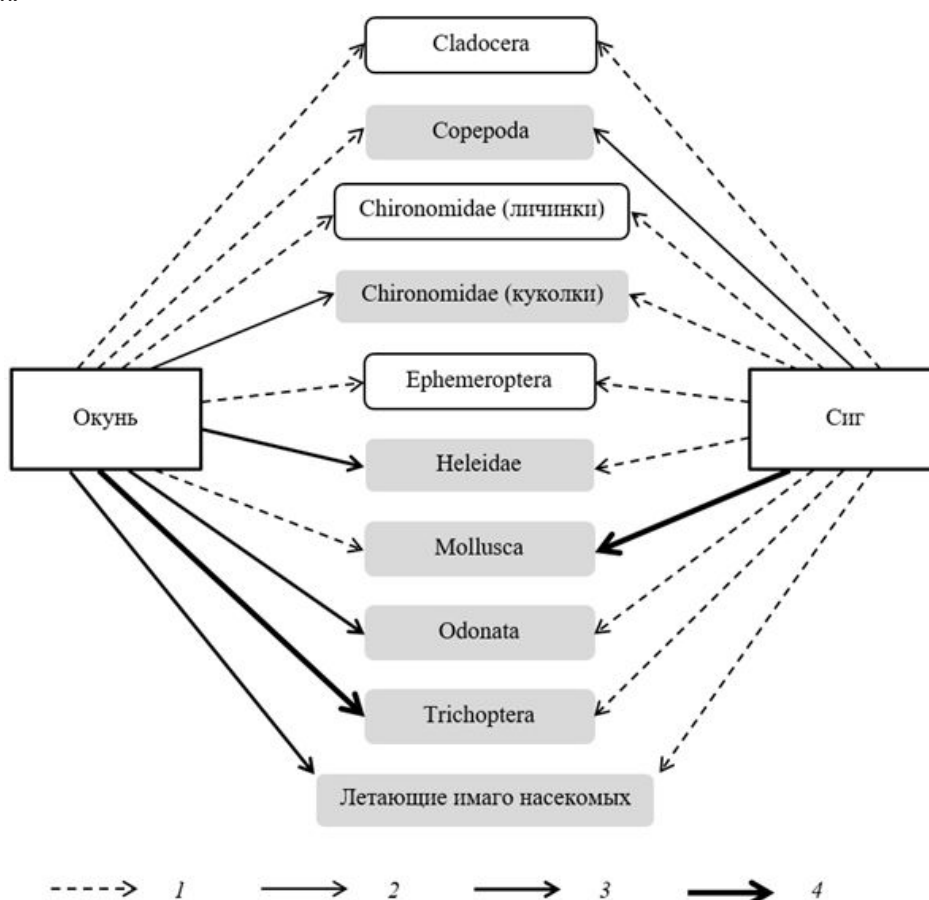 Cladocera
Copepoda
Chironomidae (личинки)
Chironomidae (куколки)
Ephemeroptera
Окунь
Сиг
Heleidae
Mollusca
Odonata
Trichoptera
Летающие имаго насекомых
1 2 3 4